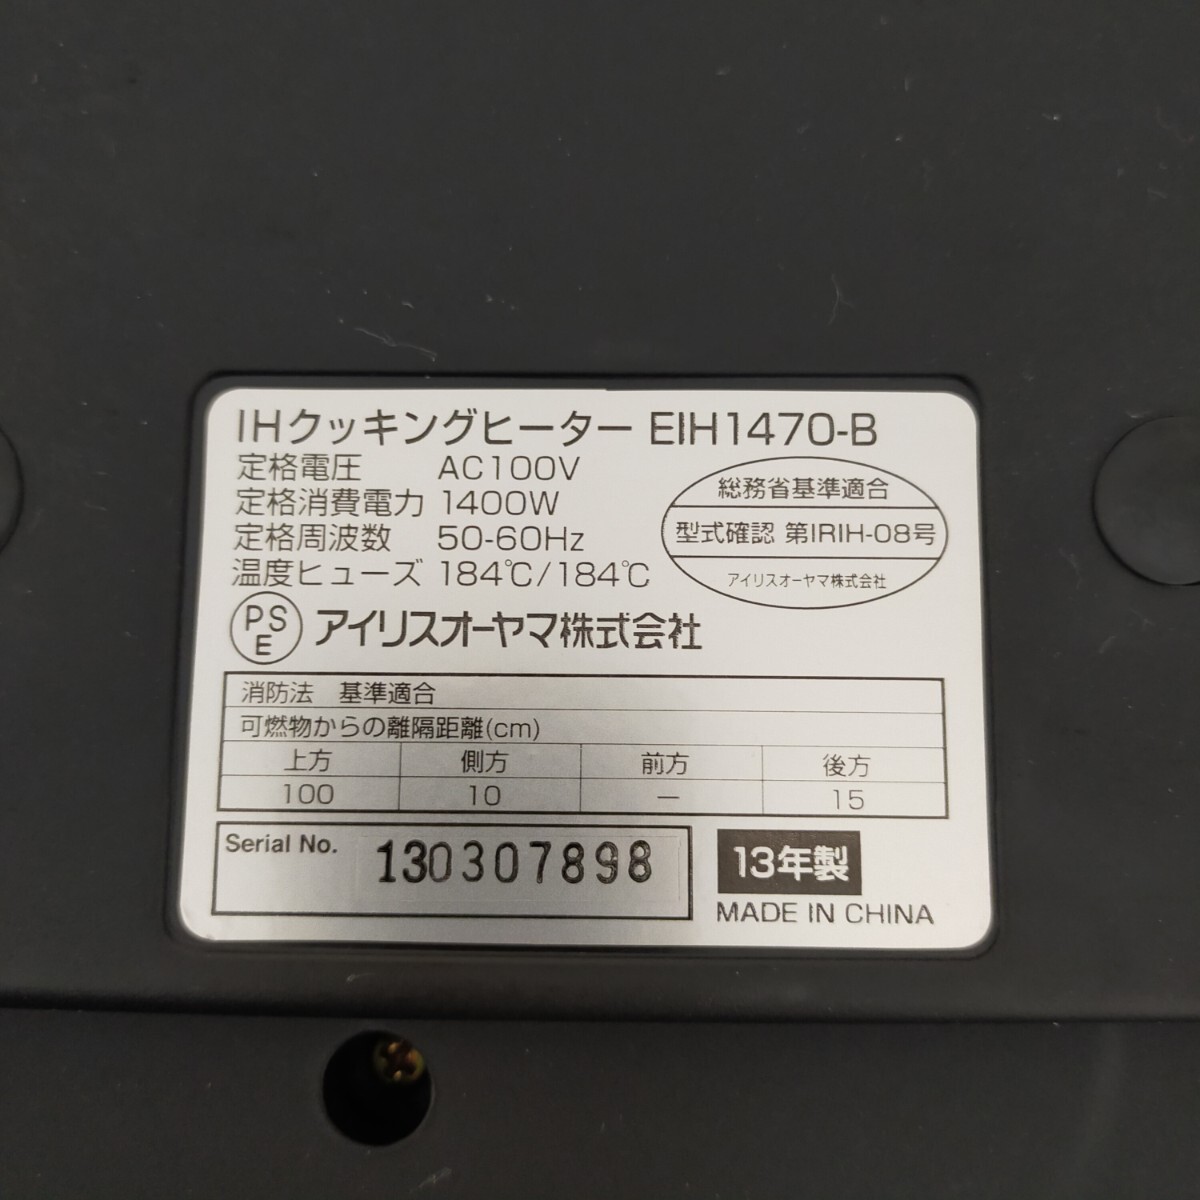 IHクッキングヒーター EIH1470-B
定格電圧 AC100V
定格消費電力 1400W
定格周波数 50-60Hz
温度ヒューズ 184℃/184℃
総務省基準適合
型式確認 第IRIH-08号
アイリスオーヤマ株式会社
PSE アイリスオーヤマ株式会社
消防法 基準適合
可燃物からの離隔距離(cm)
上方 側方 前方 後方
100 10 — 15
Serial No. 130307898
13年製
MADE IN CHINA